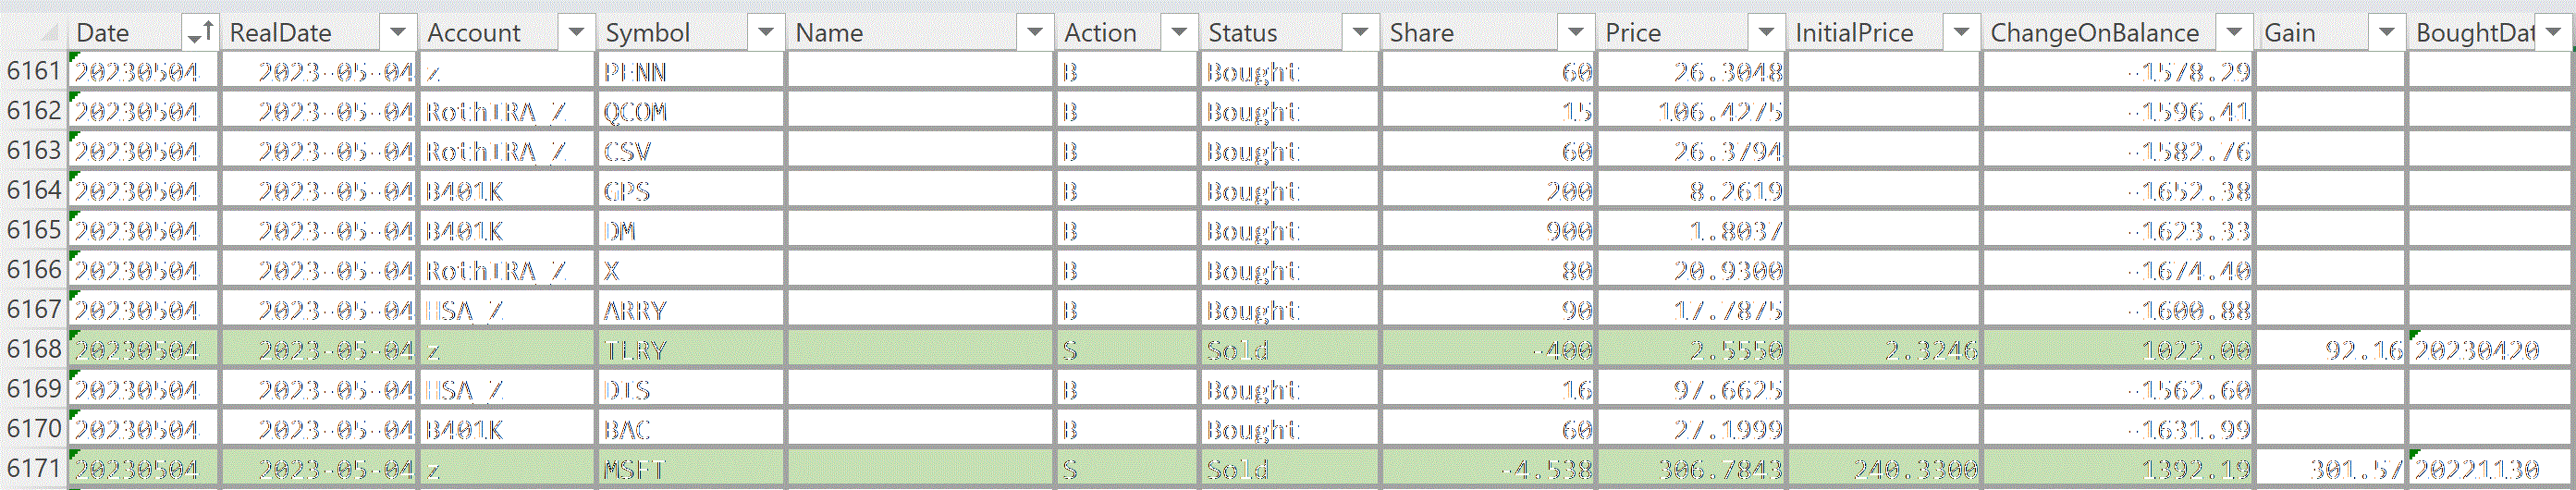 Date RealDate Account Symbol Name Action Status Share Price InitialPrice ChangeOnBalance Gain BoughtDat
6161 20230504 2023-05-04 z PENN B Bought 60 26.3048 -1578.29
6162 20230504 2023-05-04 RothIRA_Z QCOM B Bought 15 106.4275 -1596.41
6163 20230504 2023-05-04 RothIRA_Z CSV B Bought 60 26.3794 -1582.76
6164 20230504 2023-05-04 B401K GPS B Bought 200 8.2619 -1652.38
6165 20230504 2023-05-04 B401K DM B Bought 900 1.8037 -1623.33
6166 20230504 2023-05-04 RothIRA_Z X B Bought 80 20.9300 -1674.40
6167 20230504 2023-05-04 HSA_Z ARRY B Bought 90 17.7875 -1600.88
6168 20230504 2023-05-04 z TLRY S Sold -400 2.5550 2.3246 1022.00 92.16 20230420
6169 20230504 2023-05-04 HSA_Z DIS B Bought 16 97.6625 -1562.60
6170 20230504 2023-05-04 B401K BAC B Bought 60 27.1999 -1631.99
6171 20230504 2023-05-04 z MSFT S Sold -4.538 306.7843 240.3300 1392.19 301.57 20221130